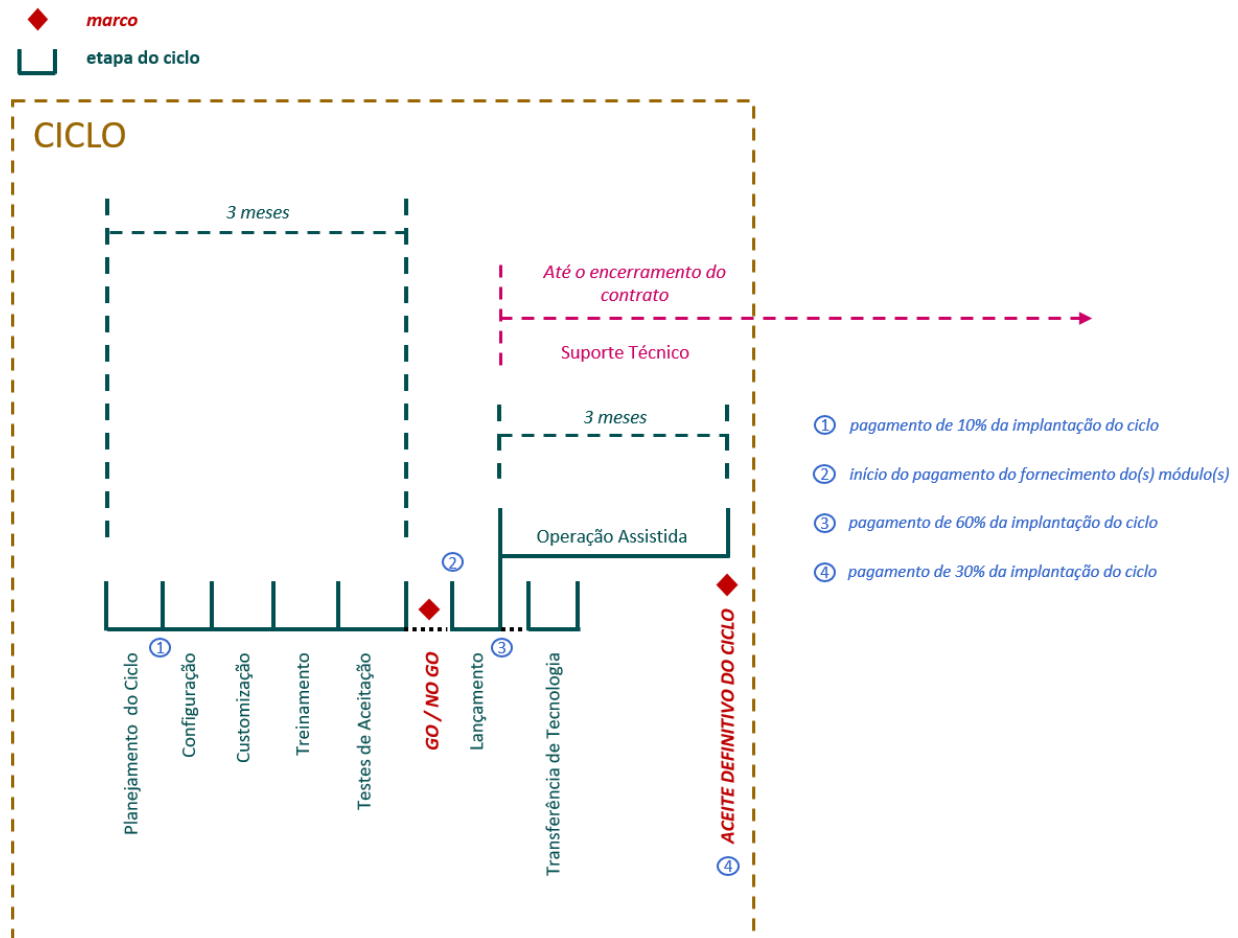 marco
etapa do ciclo
CICLO
3 meses
Até o encerramento do
contrato
Suporte Técnico
3 meses
1 pagamento de 10% da implantação do ciclo
2 início do pagamento do fornecimento do(s) módulo(s)
3 pagamento de 60% da implantação do ciclo
4 pagamento de 30% da implantação do ciclo
Operação Assistida
2
1
3
Planejamento do Ciclo
Configuração
Customização
Treinamento
Testes de Aceitação
GO / NO GO
Lançamento
Transferência de Tecnologia
ACEITE DEFINITIVO DO CICLO
4